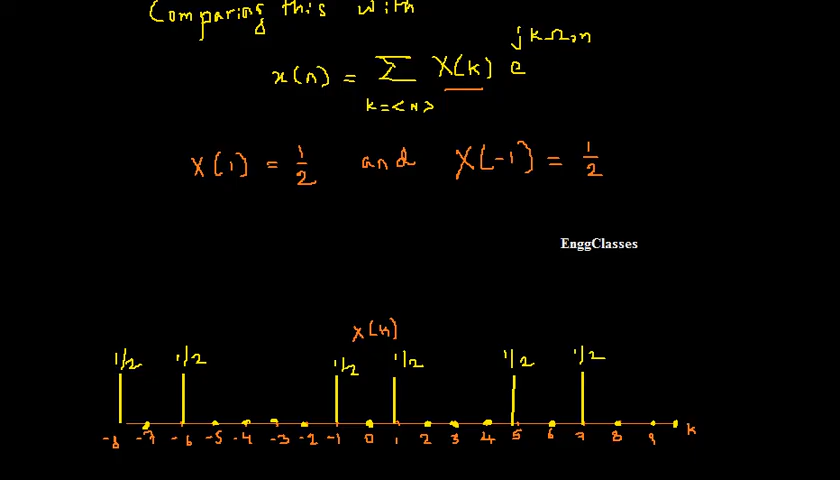 Comparing this with
x(n) = Σ X(k) e^{jkΩ₀n}
k=<N>
X(1) = 1/2 and X(-1) = 1/2
EnggClasses
X(k)
1/2 1/2 1/2 1/2 1/2 1/2
-8 -7 -6 -5 -4 -3 -2 -1 0 1 2 3 4 5 6 7 8 9 k